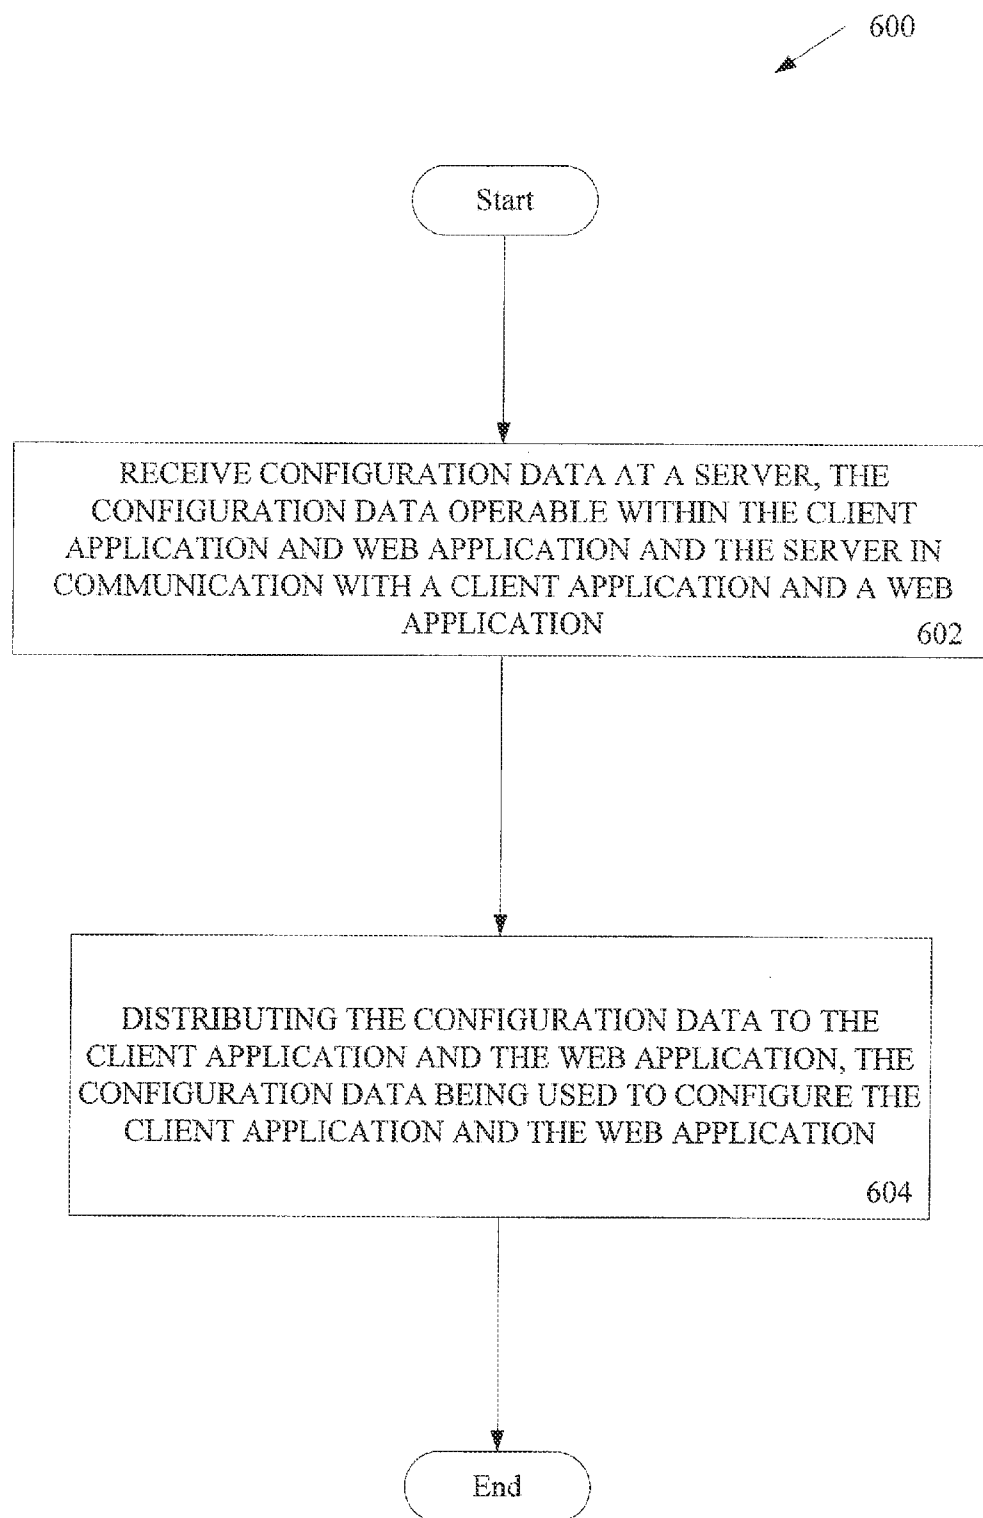 600
Start
RECEIVE CONFIGURATION DATA AT A SERVER, THE
CONFIGURATION DATA OPERABLE WITHIN THE CLIENT
APPLICATION AND WEB APPLICATION AND THE SERVER IN
COMMUNICATION WITH A CLIENT APPLICATION AND A WEB
APPLICATION
602
DISTRIBUTING THE CONFIGURATION DATA TO THE
CLIENT APPLICATION AND THE WEB APPLICATION, THE
CONFIGURATION DATA BEING USED TO CONFIGURE THE
CLIENT APPLICATION AND THE WEB APPLICATION
604
End